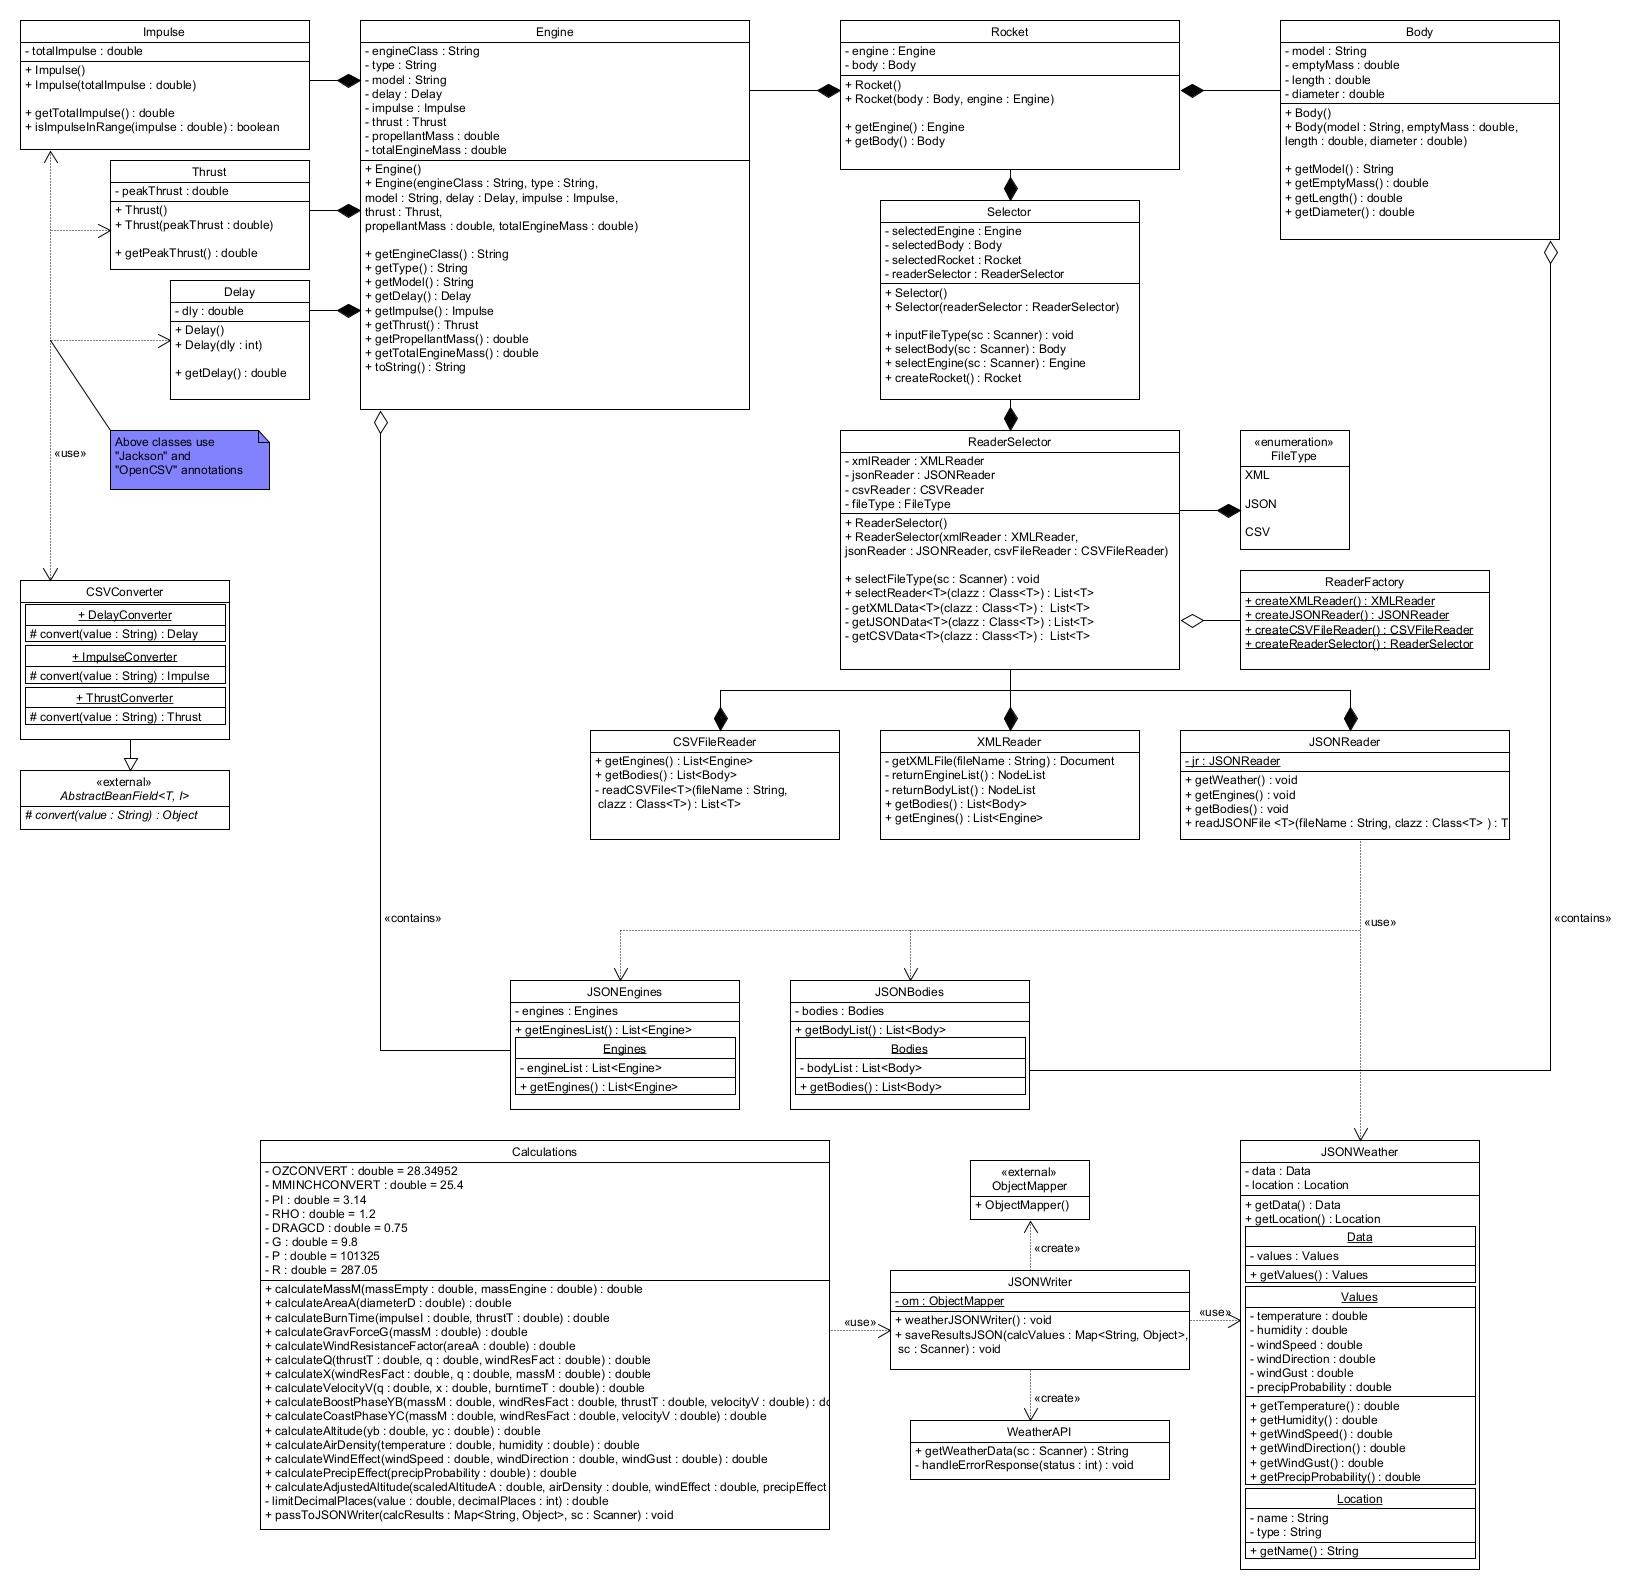 Impulse
- totalImpulse : double
+ Impulse()
+ Impulse(totalImpulse : double)
+ getTotalImpulse() : double
+ isImpulseInRange(impulse : double) : boolean
Thrust
- peakThrust : double
+ Thrust()
+ Thrust(peakThrust : double)
+ getPeakThrust() : double
Delay
- dly : double
+ Delay()
+ Delay(dly : int)
+ getDelay() : double
Above classes use
"Jackson" and
"OpenCSV" annotations
«use»
Engine
- engineClass : String
- type : String
- model : String
- delay : Delay
- impulse : Impulse
- thrust : Thrust
- propellantMass : double
- totalEngineMass : double
+ Engine()
+ Engine(engineClass : String, type : String,
model : String, delay : Delay, impulse : Impulse,
thrust : Thrust,
propellantMass : double, totalEngineMass : double)
+ getEngineClass() : String
+ getType() : String
+ getModel() : String
+ getDelay() : Delay
+ getImpulse() : Impulse
+ getThrust() : Thrust
+ getPropellantMass() : double
+ getTotalEngineMass() : double
+ toString() : String
Rocket
- engine : Engine
- body : Body
+ Rocket()
+ Rocket(body : Body, engine : Engine)
+ getEngine() : Engine
+ getBody() : Body
Body
- model : String
- emptyMass : double
- length : double
- diameter : double
+ Body()
+ Body(model : String, emptyMass : double,
length : double, diameter : double)
+ getModel() : String
+ getEmptyMass() : double
+ getLength() : double
+ getDiameter() : double
Selector
- selectedEngine : Engine
- selectedBody : Body
- selectedRocket : Rocket
- readerSelector : ReaderSelector
+ Selector()
+ Selector(readerSelector : ReaderSelector)
+ inputFileType(sc : Scanner) : void
+ selectBody(sc : Scanner) : Body
+ selectEngine(sc : Scanner) : Engine
+ createRocket() : Rocket
ReaderSelector
- xmlReader : XMLReader
- jsonReader : JSONReader
- csvReader : CSVReader
- fileType : FileType
+ ReaderSelector()
+ ReaderSelector(xmlReader : XMLReader,
jsonReader : JSONReader, csvFileReader : CSVFileReader)
+ selectFileType(sc : Scanner) : void
+ selectReader<T>(clazz : Class<T>) : List<T>
- getXMLData<T>(clazz : Class<T>) :  List<T>
- getJSONData<T>(clazz : Class<T>) : List<T>
- getCSVData<T>(clazz : Class<T>) :  List<T>
«enumeration»
FileType
XML
JSON
CSV
ReaderFactory
+ createXMLReader() : XMLReader
+ createJSONReader() : JSONReader
+ createCSVFileReader() : CSVFileReader
+ createReaderSelector() : ReaderSelector
CSVConverter
+ DelayConverter
# convert(value : String) : Delay
+ ImpulseConverter
# convert(value : String) : Impulse
+ ThrustConverter
# convert(value : String) : Thrust
«external»
AbstractBeanField<T, I>
# convert(value : String) : Object
CSVFileReader
+ getEngines() : List<Engine>
+ getBodies() : List<Body>
- readCSVFile<T>(fileName : String,
clazz : Class<T>) : List<T>
XMLReader
- getXMLFile(fileName : String) : Document
- returnEngineList() : NodeList
- returnBodyList() : NodeList
+ getBodies() : List<Body>
+ getEngines() : List<Engine>
JSONReader
- jr : JSONReader
+ getWeather() : void
+ getEngines() : void
+ getBodies() : void
+ readJSONFile <T>(fileName : String, clazz : Class<T> ) : T
«contains»
«use»
«contains»
JSONEngines
- engines : Engines
+ getEnginesList() : List<Engine>
Engines
- engineList : List<Engine>
+ getEngines() : List<Engine>
JSONBodies
- bodies : Bodies
+ getBodyList() : List<Body>
Bodies
- bodyList : List<Body>
+ getBodies() : List<Body>
Calculations
- OZCONVERT : double = 28.34952
- MMINCHCONVERT : double = 25.4
- PI : double = 3.14
- RHO : double = 1.2
- DRAGCD : double = 0.75
- G : double = 9.8
- P : double = 101325
- R : double = 287.05
+ calculateMassM(massEmpty : double, massEngine : double) : double
+ calculateAreaA(diameterD : double) : double
+ calculateBurnTime(impulseI : double, thrustT : double) : double
+ calculateGravForceG(massM : double) : double
+ calculateWindResistanceFactor(areaA : double) : double
+ calculateQ(thrustT : double, q : double, windResFact : double) : double
+ calculateX(windResFact : double, q : double, massM : double) : double
+ calculateVelocityV(q : double, x : double, burntimeT : double) : double
+ calculateBoostPhaseYB(massM : double, windResFact : double, thrustT : double, velocityV : double) : do
+ calculateCoastPhaseYC(massM : double, windResFact : double, velocityV : double) : double
+ calculateAltitude(yb : double, yc : double) : double
+ calculateAirDensity(temperature : double, humidity : double) : double
+ calculateWindEffect(windSpeed : double, windDirection : double, windGust : double) : double
+ calculatePrecipEffect(precipProbability : double) : double
+ calculateAdjustedAltitude(scaledAltitudeA : double, airDensity : double, windEffect : double, precipEffect
- limitDecimalPlaces(value : double, decimalPlaces : int) : double
+ passToJSONWriter(calcResults : Map<String, Object>, sc : Scanner) : void
«use»
«external»
ObjectMapper
+ ObjectMapper()
«create»
JSONWriter
- om : ObjectMapper
+ weatherJSONWriter() : void
+ saveResultsJSON(calcValues : Map<String, Object>,
sc : Scanner) : void
«create»
WeatherAPI
+ getWeatherData(sc : Scanner) : String
- handleErrorResponse(status : int) : void
«use»
JSONWeather
- data : Data
- location : Location
+ getData() : Data
+ getLocation() : Location
Data
- values : Values
+ getValues() : Values
Values
- temperature : double
- humidity : double
- windSpeed : double
- windDirection : double
- windGust : double
- precipProbability : double
+ getTemperature() : double
+ getHumidity() : double
+ getWindSpeed() : double
+ getWindDirection() : double
+ getWindGust() : double
+ getPrecipProbability() : double
Location
- name : String
- type : String
+ getName() : String